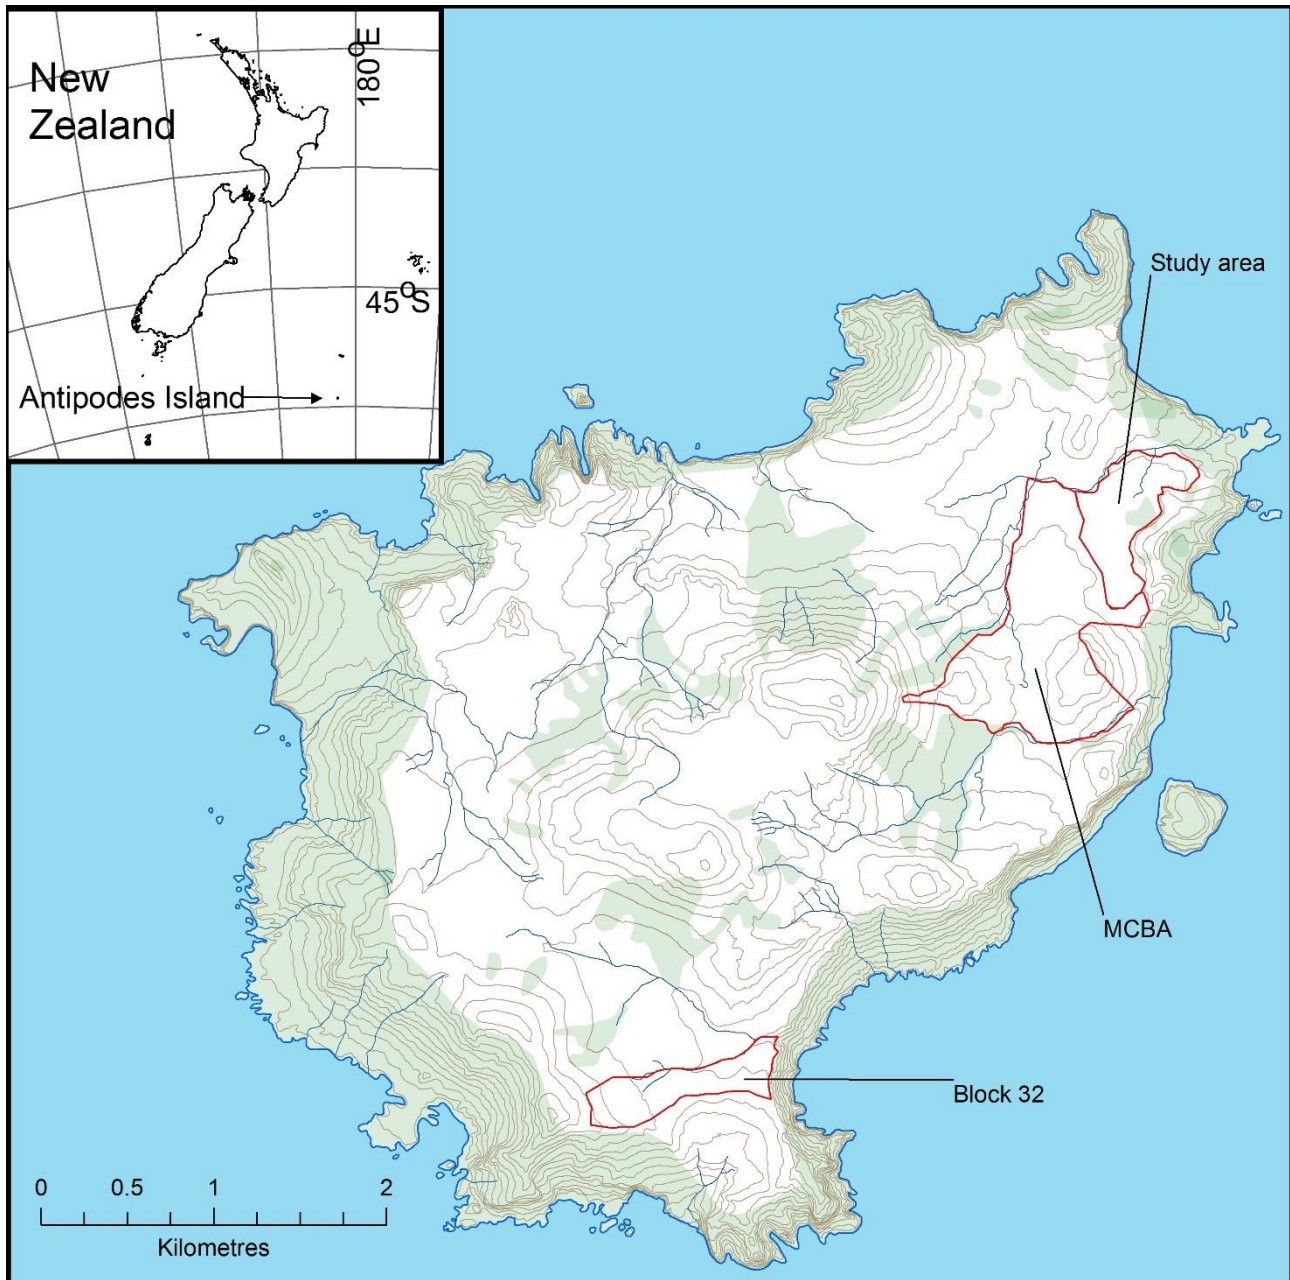 New
Zealand
180°E
45°S
Antipodes Island
Study area
MCBA
Block 32
0 0.5 1 2
Kilometres